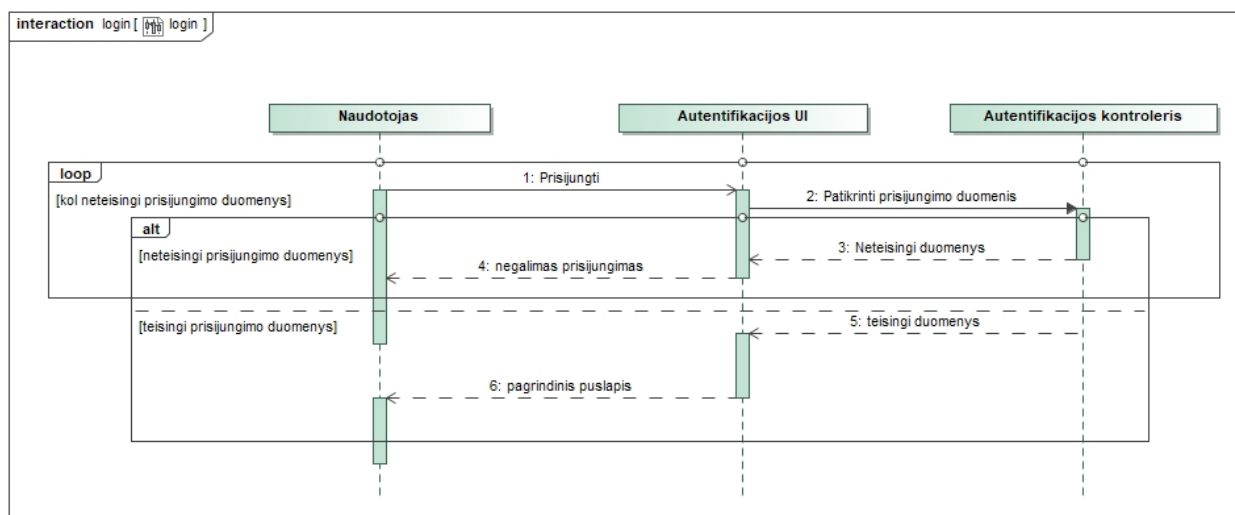 interaction login [ login ]
Naudotojas
Autentifikacijos UI
Autentifikacijos kontroleris
loop
1: Prisijungti
[kol neteisingi prisijungimo duomenys]
2: Patikrinti prisijungimo duomenis
alt
[neteisingi prisijungimo duomenys]
3: Neteisingi duomenys
4: negalimas prisijungimas
[teisingi prisijungimo duomenys]
5: teisingi duomenys
6: pagrindinis puslapis